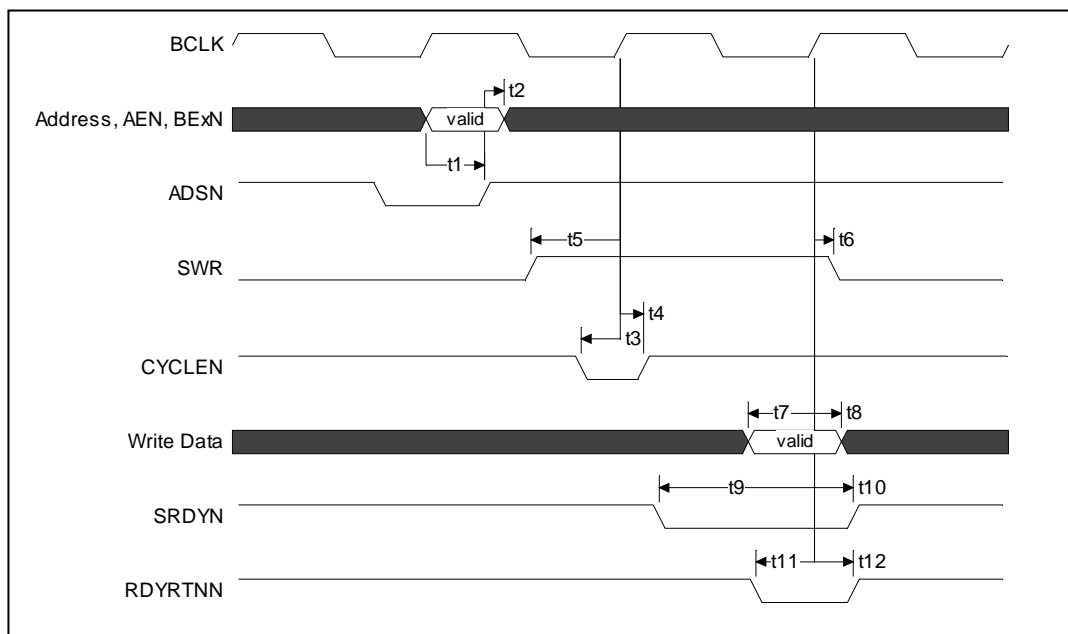 BCLK
t2
Address, AEN, BExN
valid
t1
ADSN
t5
t6
SWR
t4
t3
CYCLEN
t7
t8
Write Data
valid
t9
t10
SRDYN
t11
t12
RDYRTNN